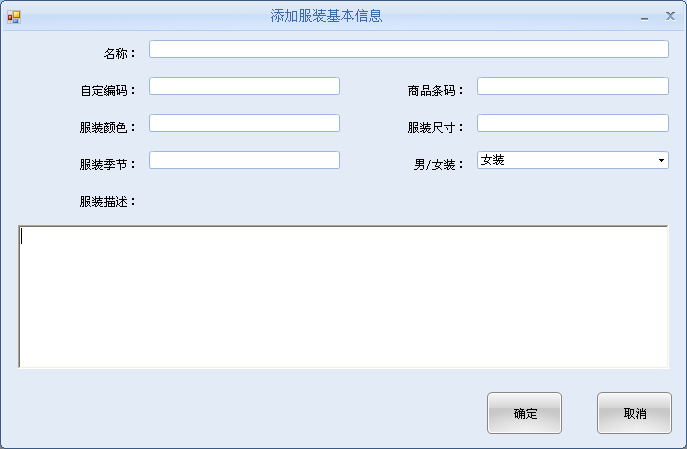 添加服装基本信息
名称：
自定编码： 商品条码：
服装颜色： 服装尺寸：
服装季节： 男/女装： 女装
服装描述：
确定 取消